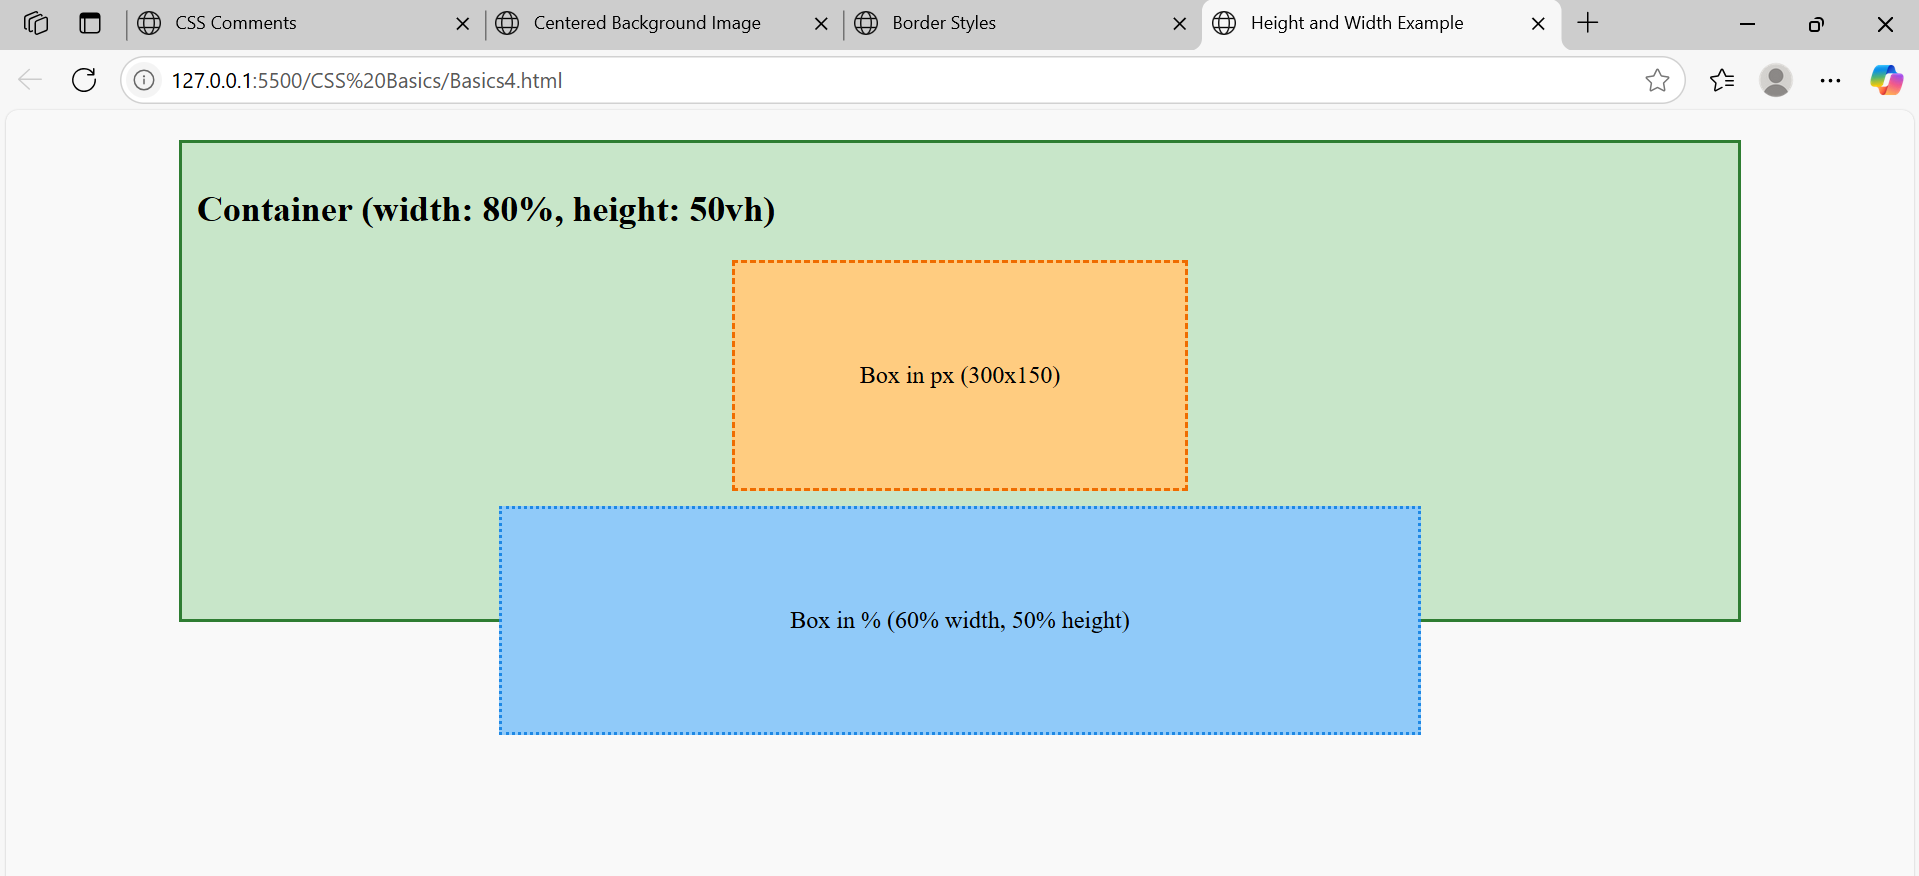 CSS Comments
Centered Background Image
Border Styles
Height and Width Example
127.0.0.1:5500/CSS%20Basics/Basics4.html
Container (width: 80%, height: 50vh)
Box in px (300x150)
Box in % (60% width, 50% height)